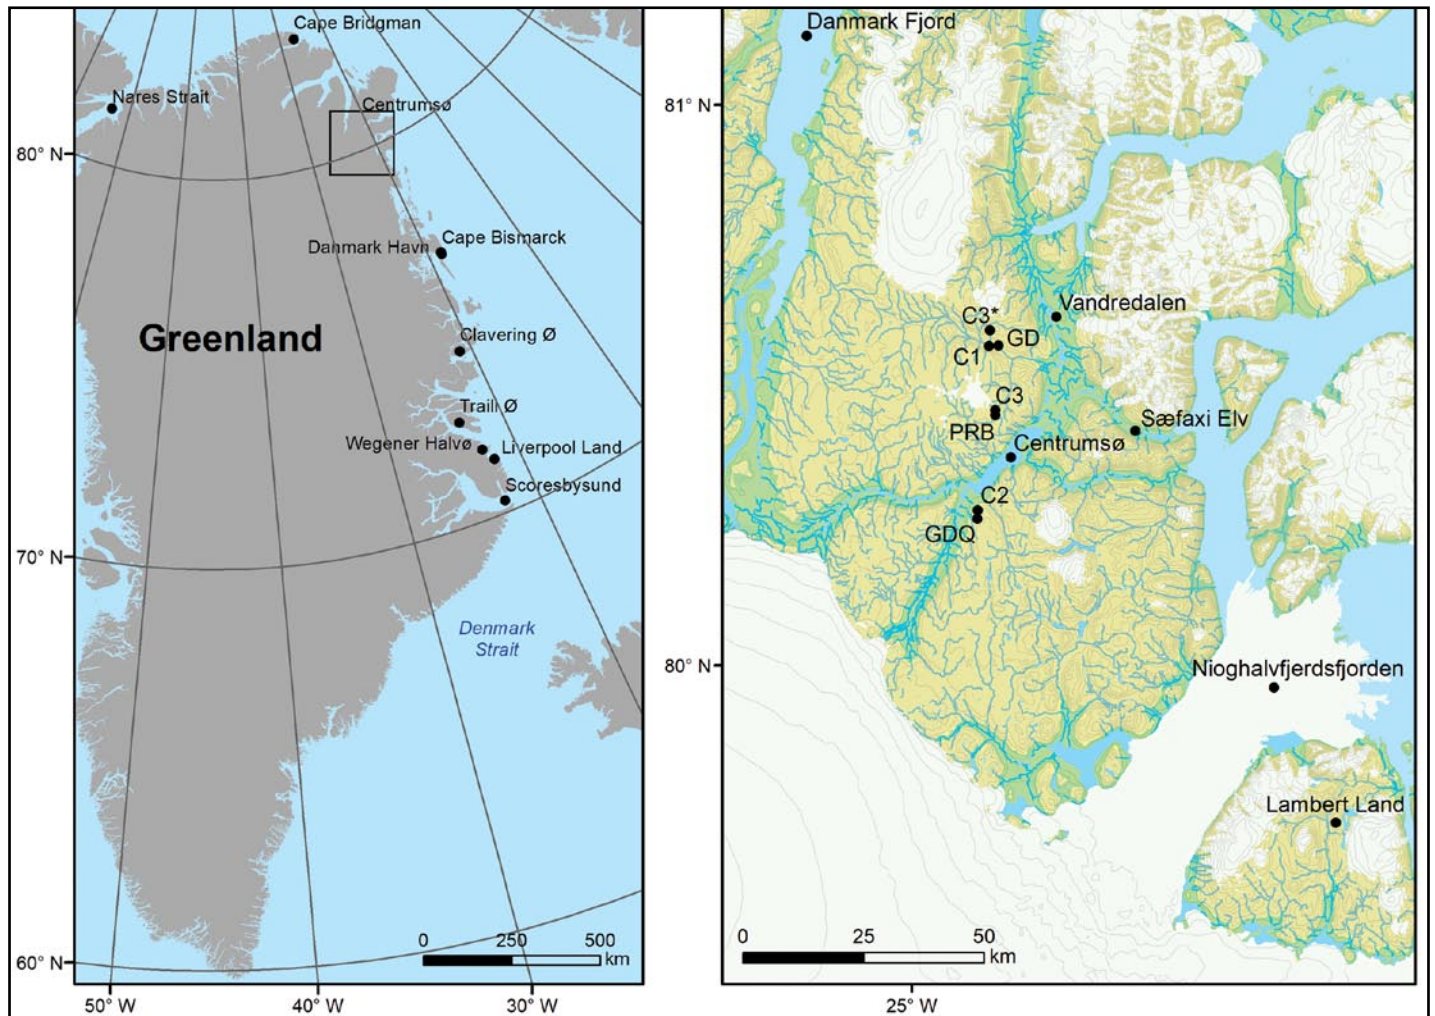 Cape Bridgman
Nares Strait
Centrumsø
80° N
Danmark Havn
Cape Bismarck
Greenland
Clavering Ø
Traill Ø
Wegener Halvø
Liverpool Land
Scoresbysund
70° N
Denmark
Strait
0 250 500
km
60° N
50° W 40° W 30° W
Danmark Fjord
81° N
Vandredalen
C3*
GD
C1
C3
PRB
Sæfaxi Elv
Centrumsø
C2
GDQ
80° N
Nioghalvfjerdsfjorden
Lambert Land
0 25 50
km
25° W